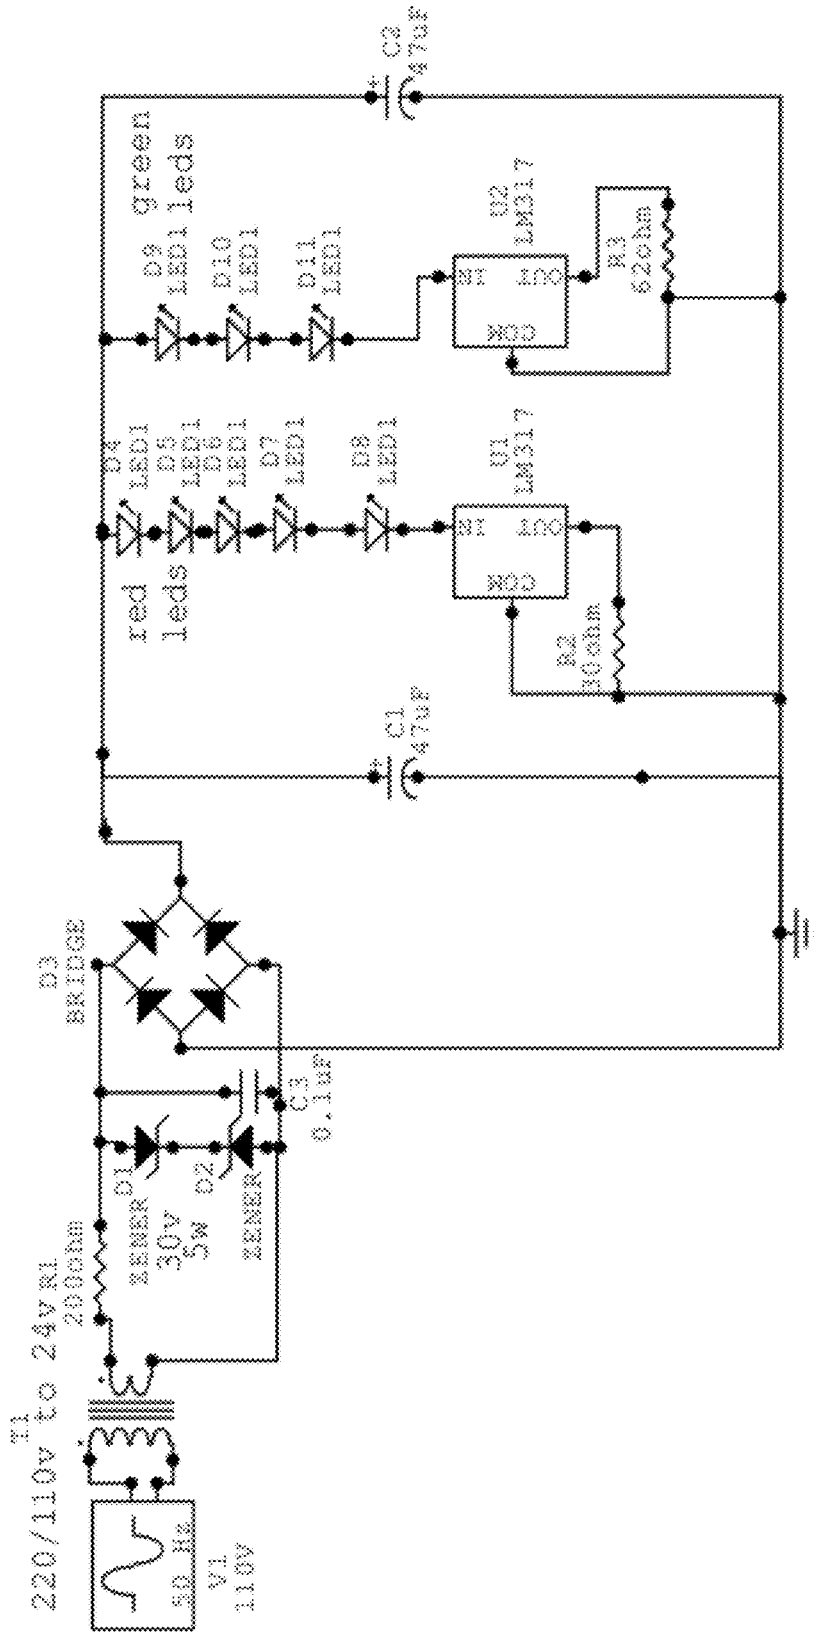 T1
220/110v to 24v
V1
110V
50 Hz
R1
200ohm
D1
ZENER
30v
5w
D2
ZENER
C3
0.1uF
D3
BRIDGE
C1
47uF
red
leds
D4
LED1
D5
LED1
D6
LED1
D7
LED1
D8
LED1
U1
LM317
IN
OUT
COM
R2
30ohm
green
leds
D9
LED1
D10
LED1
D11
LED1
U2
LM317
IN
OUT
COM
R3
62ohm
C2
47uF